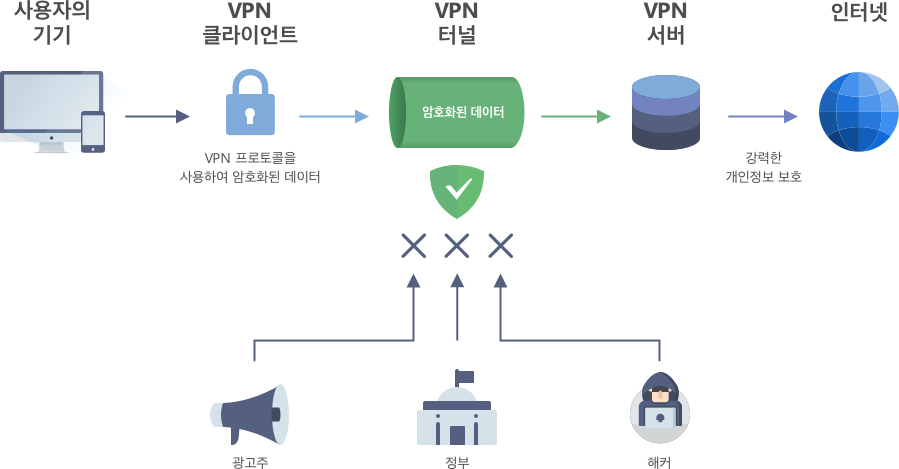 사용자의
기기
VPN
클라이언트
VPN
터널
VPN
서버
인터넷
암호화된 데이터
VPN 프로토콜을
사용하여 암호화된 데이터
강력한
개인정보 보호
광고주
정부
해커